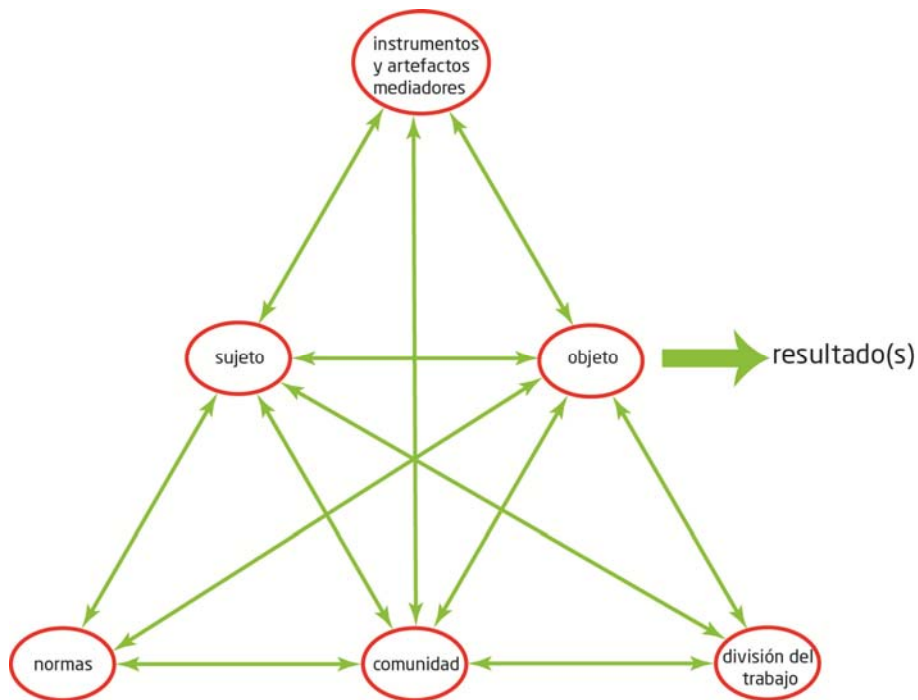 instrumentos
y artefactos
mediadores
sujeto
objeto
resultado(s)
normas
comunidad
división del
trabajo